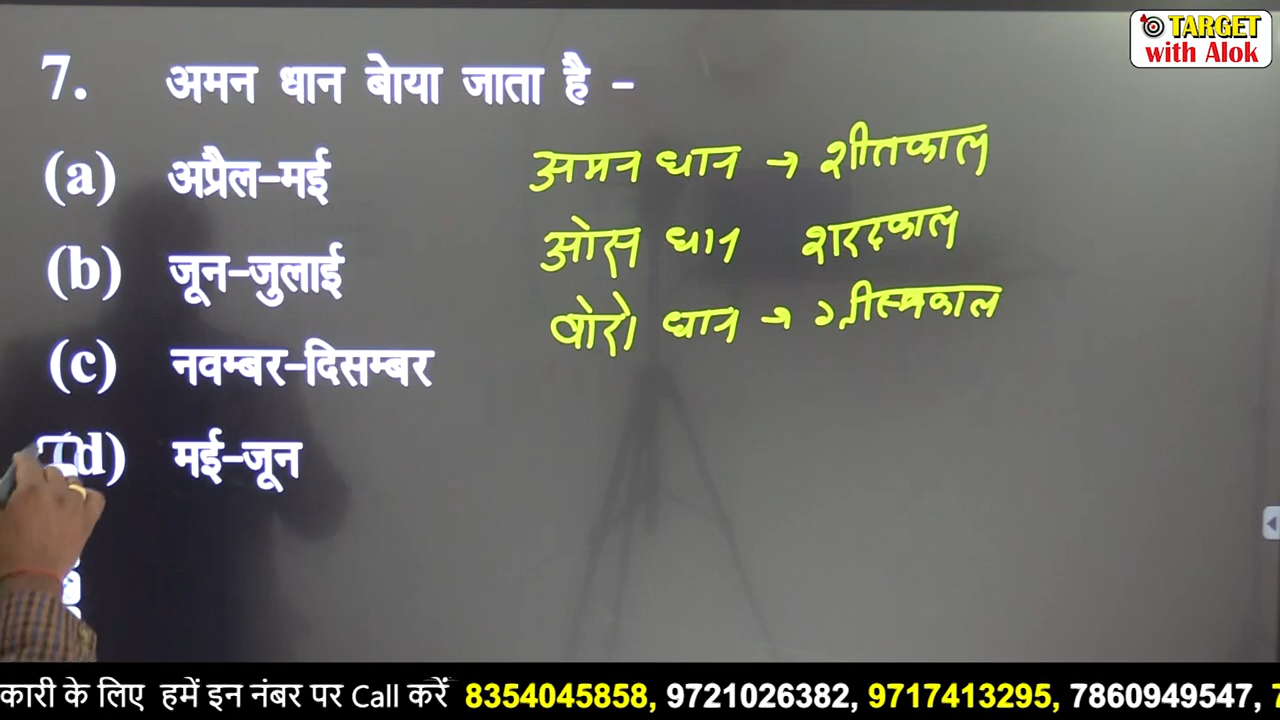 TARGET
with Alok
7. अमन धान बोया जाता है -
(a) अप्रैल-मई
(b) जून-जुलाई
(c) नवम्बर-दिसम्बर
(d) मई-जून
अमन धान → शीतकाल
ओस धान शरदकाल
बोरो धान → ग्रीष्मकाल
कारी के लिए हमें इन नंबर पर Call करें 8354045858, 9721026382, 9717413295, 7860949547,